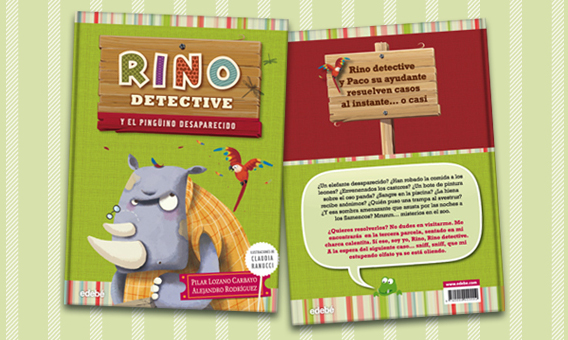 RINO
DETECTIVE
Y EL PINGÜINO DESAPARECIDO
ILUSTRACIONES DE
CLAUDIA
RANUCCI
PILAR LOZANO CARBAYO
ALEJANDRO RODRÍGUEZ
edebé
Rino detective
y Paco su ayudante
resuelven casos
al instante... o casi
¿Un elefante desaparecido? ¿Han robado la comida a los
leones? ¿Envenenados los castores? ¿Un bote de pintura
sobre el oso panda? ¿Sangre en la piscina? ¿La hiena
recibe anónimos? ¿Quién puso una trampa al avestruz?
¿Y esa sombra amenazante que asusta por las noches a
los flamencos? Mmmm... misterios en el zoo.
¿Quieres resolverlos? No dudes en visitarme. Me
encontrarás en la tercera parcela, sentado en mi
charca calentita. Sí eso, soy yo, Rino, Rino detective.
A la espera del siguiente caso... sniff, sniff, que mi
estupendo olfato ya se está oliendo.
www.edebe.com
edebé